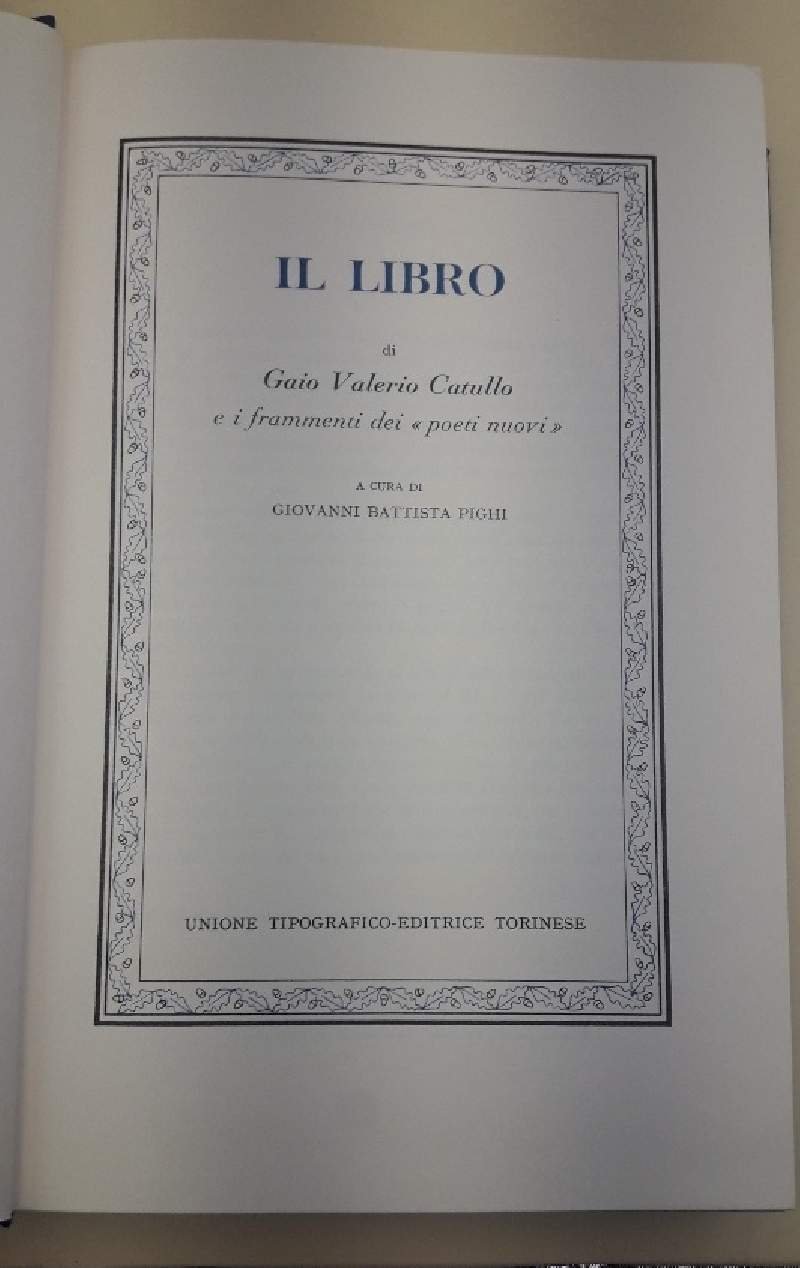 IL LIBRO
di
Gaio Valerio Catullo
e i frammenti dei « poeti nuovi »
A CURA DI
GIOVANNI BATTISTA PIGHI
UNIONE TIPOGRAFICO-EDITRICE TORINESE